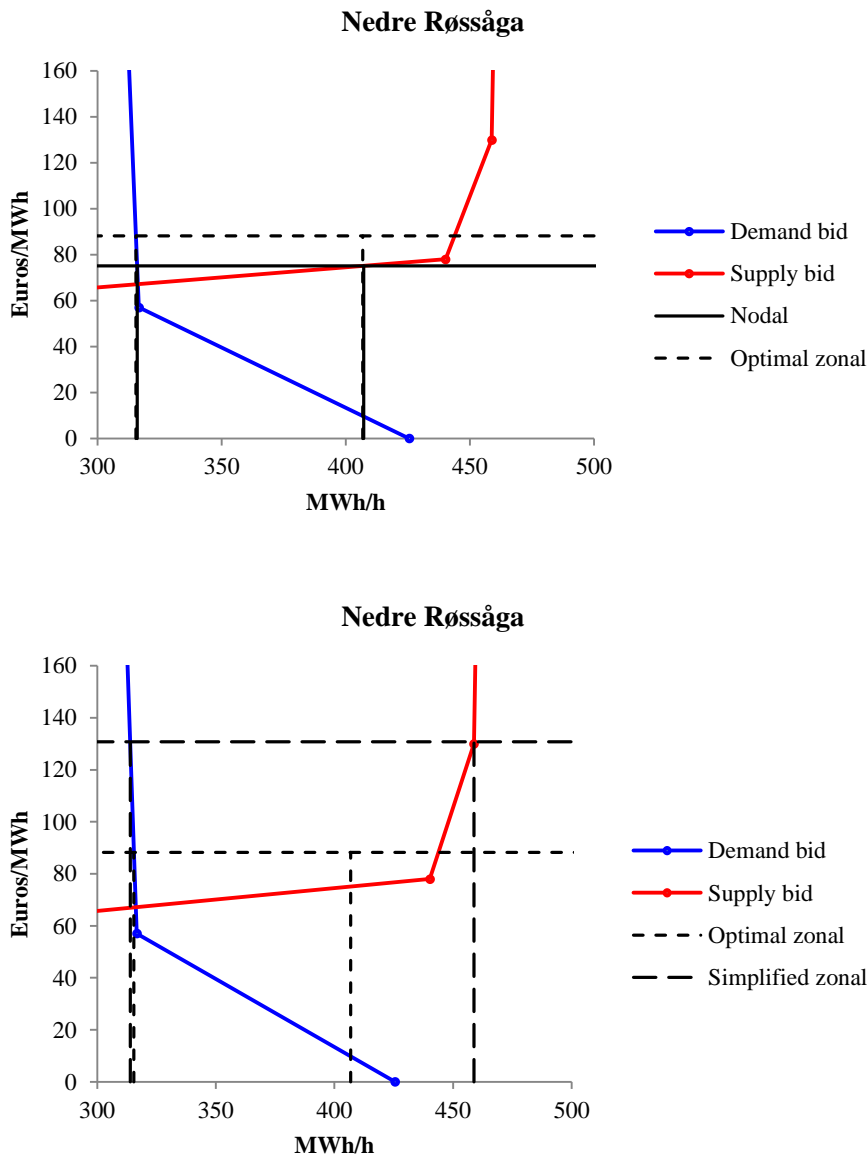 Nedre Røssåga
160
140
120
100
80
60
40
20
0
Euros/MWh
300
350
400
450
500
MWh/h
Demand bid
Supply bid
Nodal
Optimal zonal
Nedre Røssåga
160
140
120
100
80
60
40
20
0
Euros/MWh
300
350
400
450
500
MWh/h
Demand bid
Supply bid
Optimal zonal
Simplified zonal